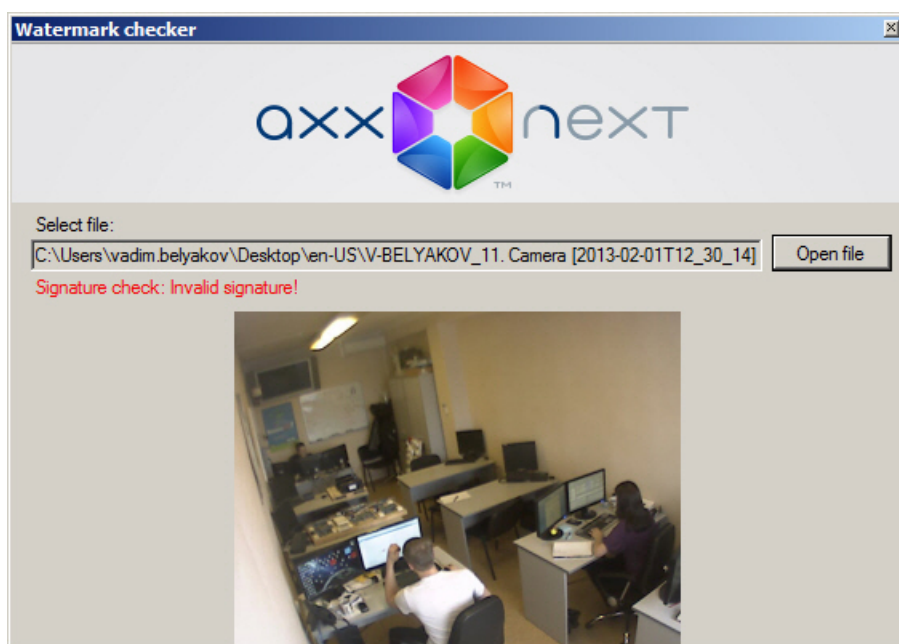 Watermark checker
axx next
TM
Select file:
C:\Users\vadim.belyakov\Desktop\en-US\V-BELYAKOV_11. Camera [2013-02-01T12_30_14]
Open file
Signature check: Invalid signature!